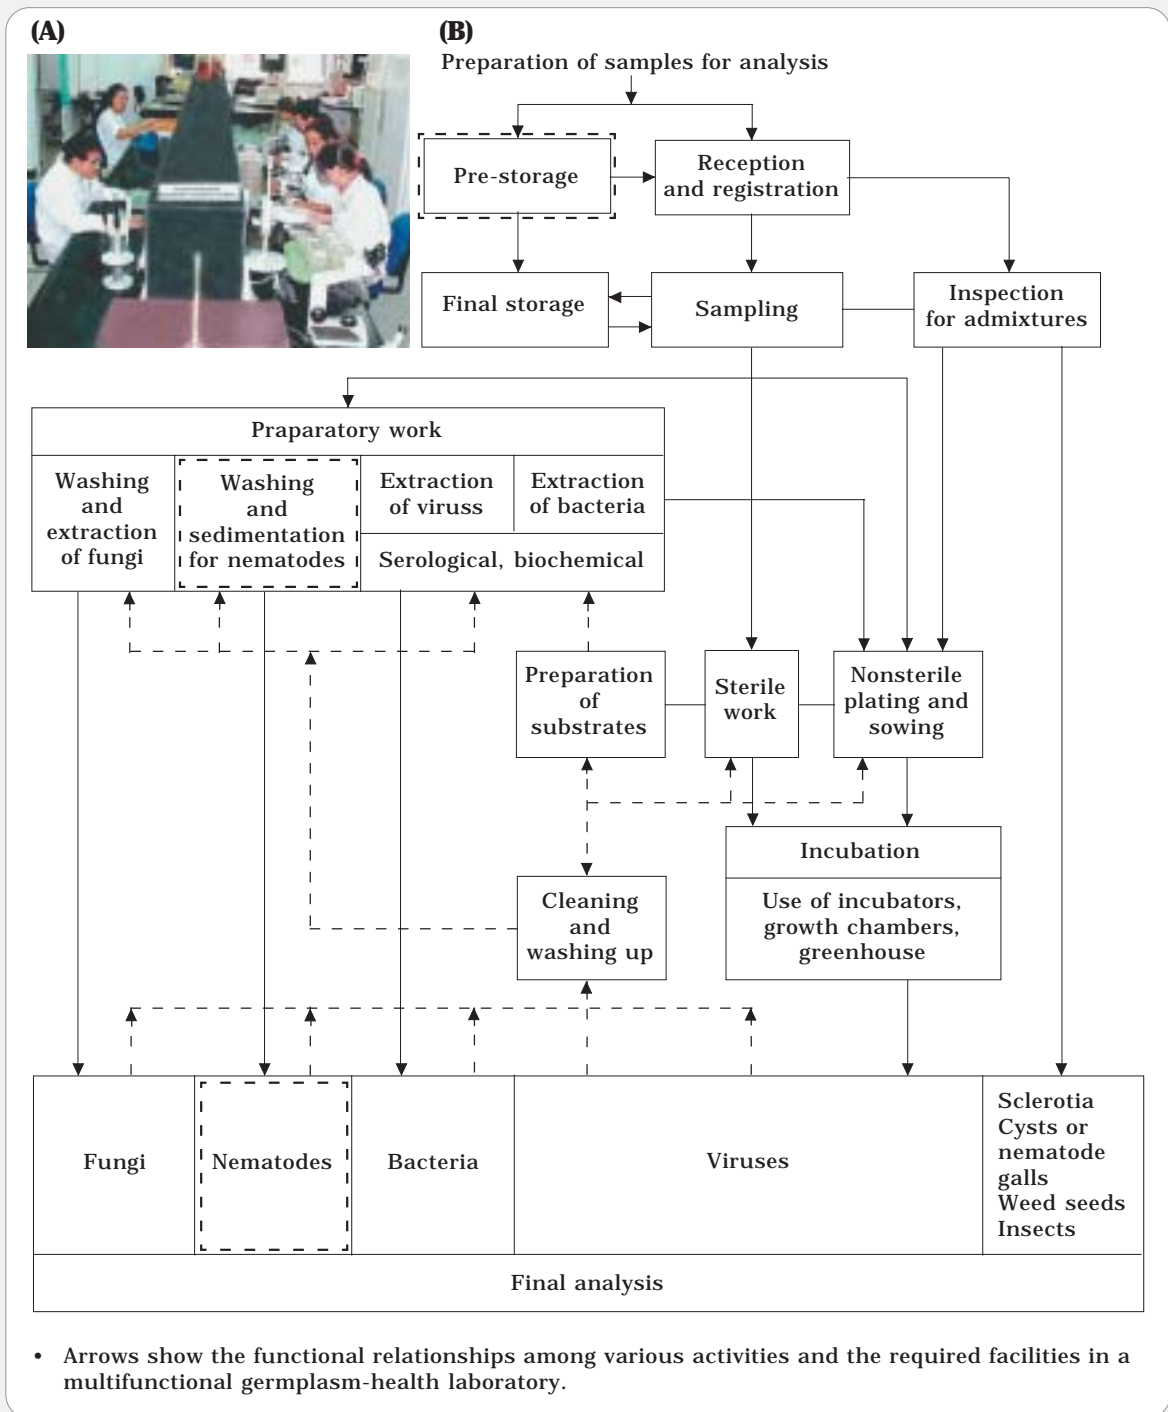 (A)
(B)
Preparation of samples for analysis
Pre-storage
Reception
and registration
Final storage
Sampling
Inspection
for admixtures
Praparatory work
Washing
and
extraction
of fungi
Washing
and
sedimentation
for nematodes
Extraction
of viruss
Extraction
of bacteria
Serological, biochemical
Preparation
of
substrates
Sterile
work
Nonsterile
plating and
sowing
Incubation
Use of incubators,
growth chambers,
greenhouse
Cleaning
and
washing up
Fungi
Nematodes
Bacteria
Viruses
Sclerotia
Cysts or
nematode
galls
Weed seeds
Insects
Final analysis
• Arrows show the functional relationships among various activities and the required facilities in a
multifunctional germplasm-health laboratory.